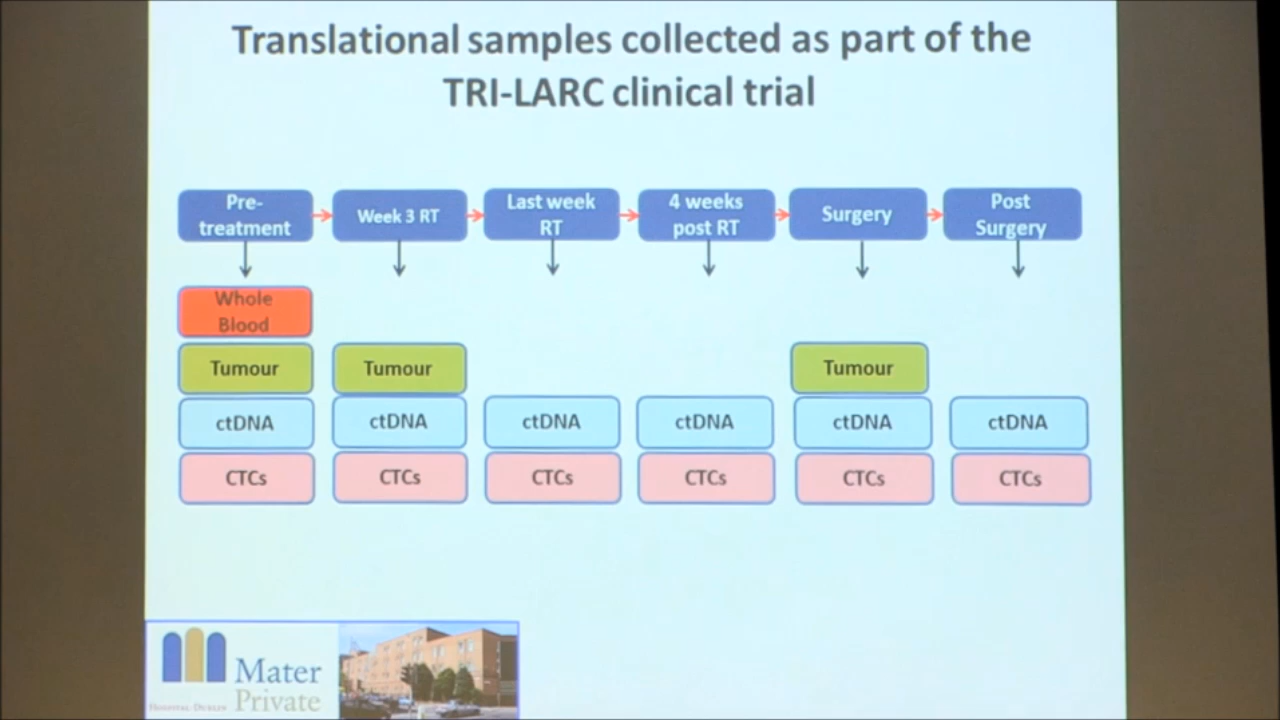 Translational samples collected as part of the
TRI-LARC clinical trial
Pre-
treatment
Week 3 RT
Last week
RT
4 weeks
post RT
Surgery
Post
Surgery
Whole
Blood
Tumour
Tumour
Tumour
ctDNA
ctDNA
ctDNA
ctDNA
ctDNA
ctDNA
CTCs
CTCs
CTCs
CTCs
CTCs
CTCs
Mater
Private
Hospital Dublin